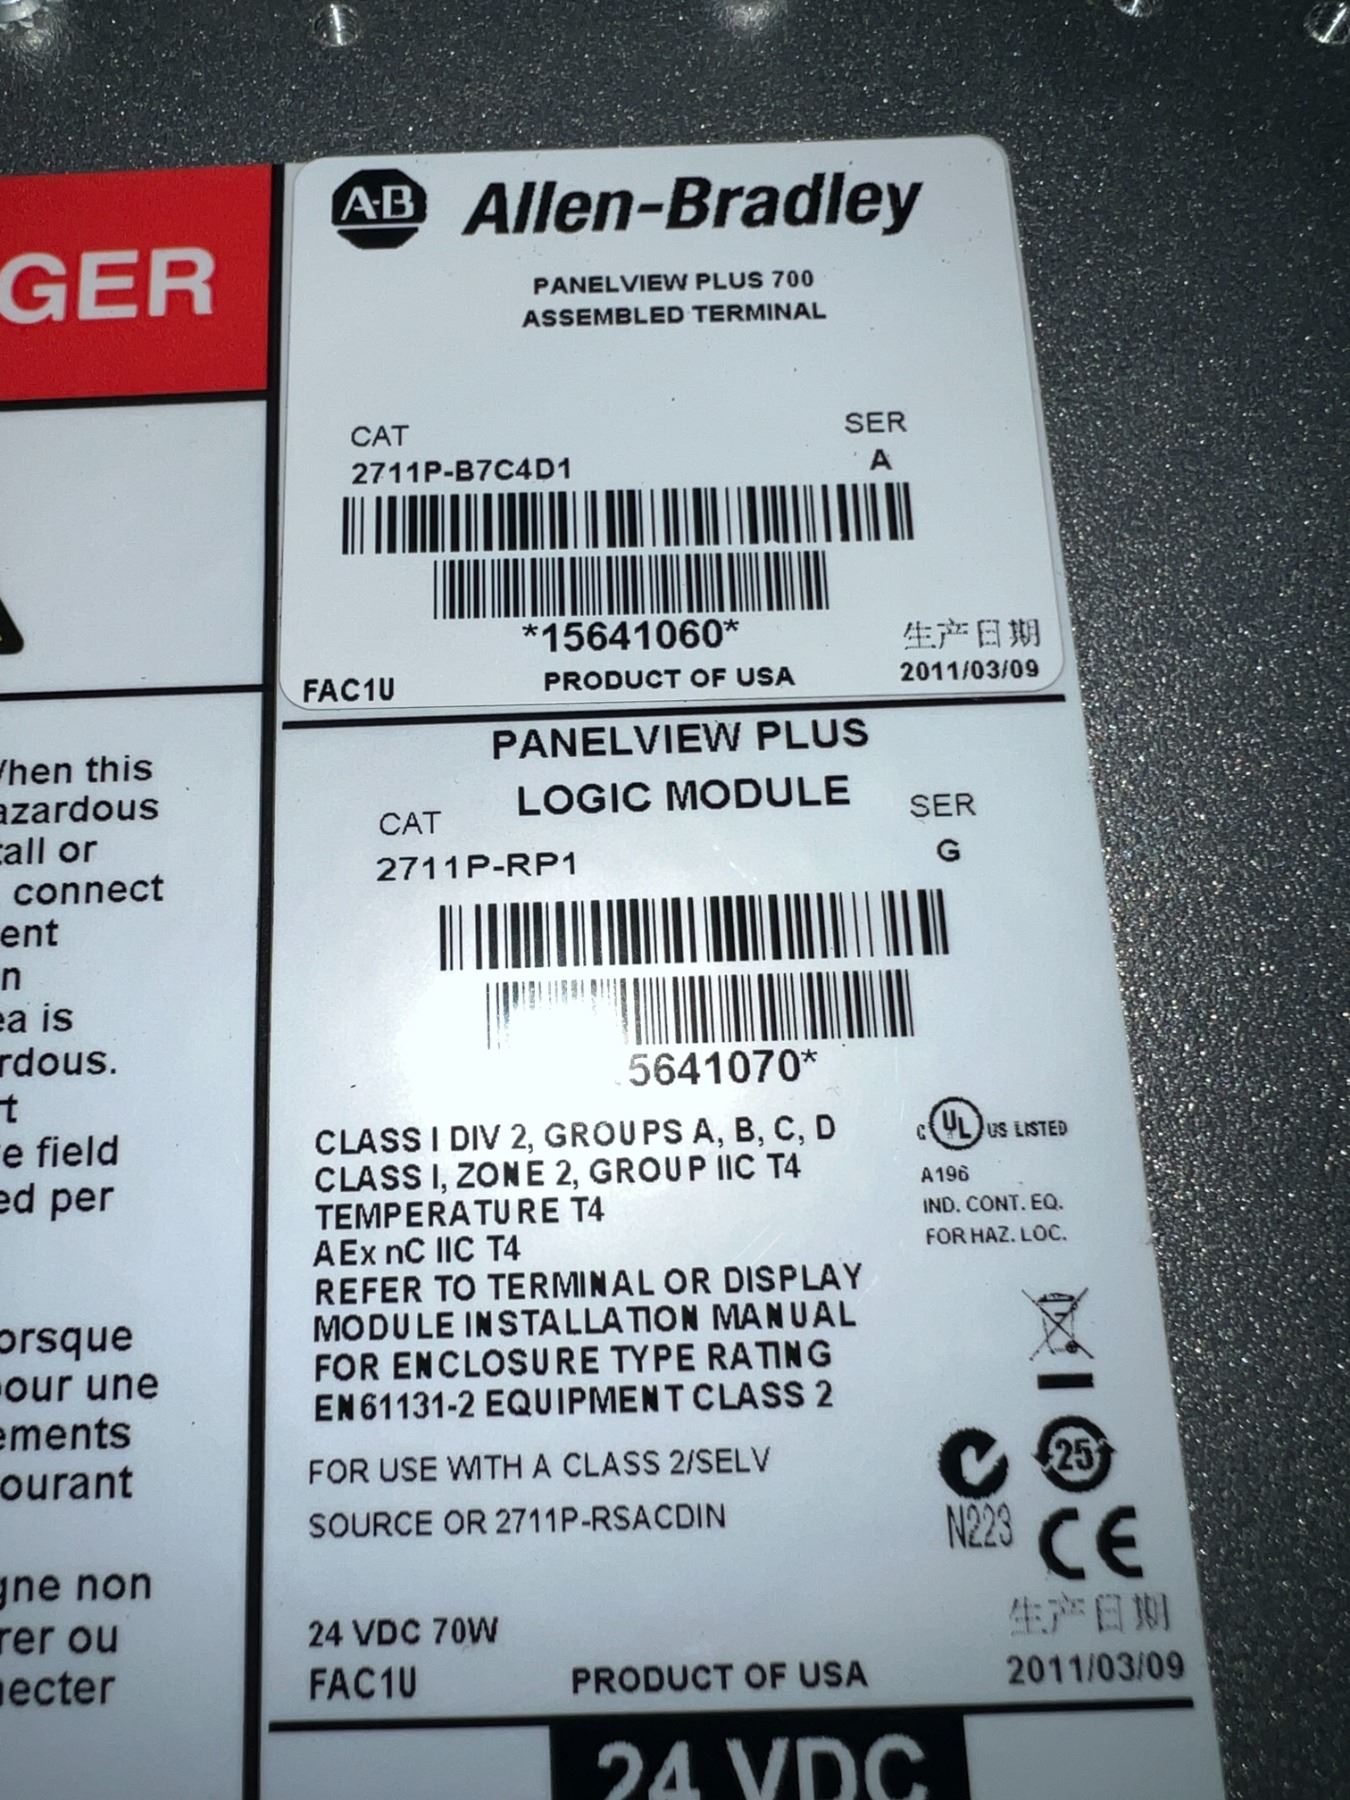 GER
A-B Allen-Bradley
PANELVIEW PLUS 700
ASSEMBLED TERMINAL
CAT SER
2711P-B7C4D1 A
*15641060*
生产日期
FAC1U PRODUCT OF USA 2011/03/09
PANELVIEW PLUS
LOGIC MODULE
CAT SER
2711P-RP1 G
5641070*
CLASS I DIV 2, GROUPS A, B, C, D
CLASS I, ZONE 2, GROUP IIC T4
TEMPERATURE T4
AEx nC IIC T4
REFER TO TERMINAL OR DISPLAY
MODULE INSTALLATION MANUAL
FOR ENCLOSURE TYPE RATING
EN61131-2 EQUIPMENT CLASS 2
C UL US LISTED
A196
IND. CONT. EQ.
FOR HAZ. LOC.
FOR USE WITH A CLASS 2/SELV
SOURCE OR 2711P-RSACDIN
25
N223 CE
24 VDC 70W
生产日期
FAC1U PRODUCT OF USA 2011/03/09
24 VDC
hen this
azardous
all or
connect
ent
n
ea is
rdous.
t
e field
ed per
orsque
pour une
ements
ourant
gne non
rer ou
necter